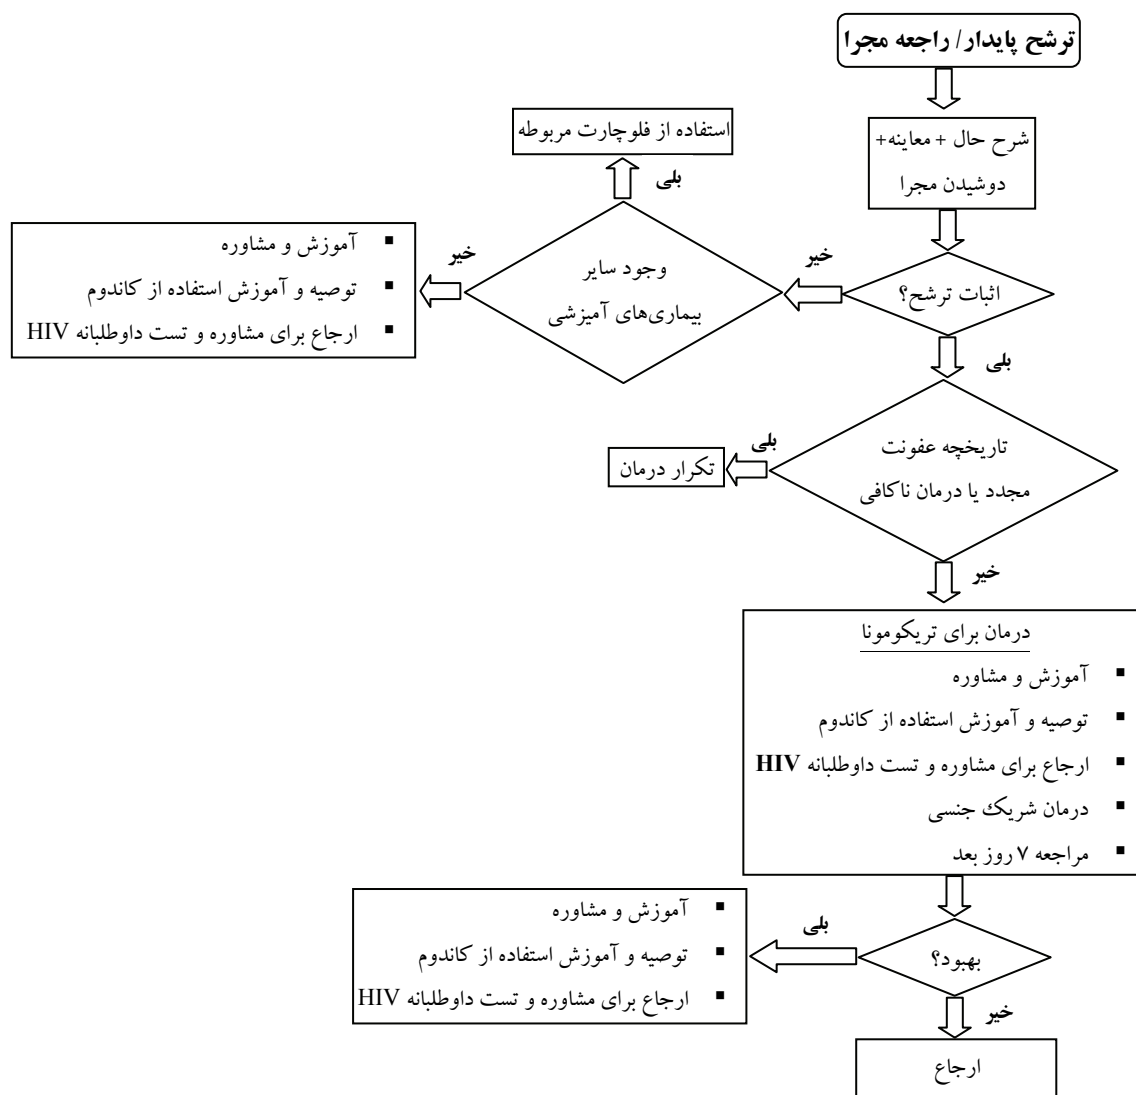 ترشح پایدار/ راجعه مجرا
شرح حال + معاینه+
دوشیدن مجرا
اثبات ترشح؟
خیر
وجود سایر
بیماری‌های آمیزشی
بلی
استفاده از فلوچارت مربوطه
خیر
▪ آموزش و مشاوره
▪ توصیه و آموزش استفاده از کاندوم
▪ ارجاع برای مشاوره و تست داوطلبانه HIV
بلی
تاریخچه عفونت
مجدد یا درمان ناکافی
بلی
تکرار درمان
خیر
درمان برای تریکومونا
▪ آموزش و مشاوره
▪ توصیه و آموزش استفاده از کاندوم
▪ ارجاع برای مشاوره و تست داوطلبانه HIV
▪ درمان شریک جنسی
▪ مراجعه ۷ روز بعد
بهبود؟
بلی
▪ آموزش و مشاوره
▪ توصیه و آموزش استفاده از کاندوم
▪ ارجاع برای مشاوره و تست داوطلبانه HIV
خیر
ارجاع